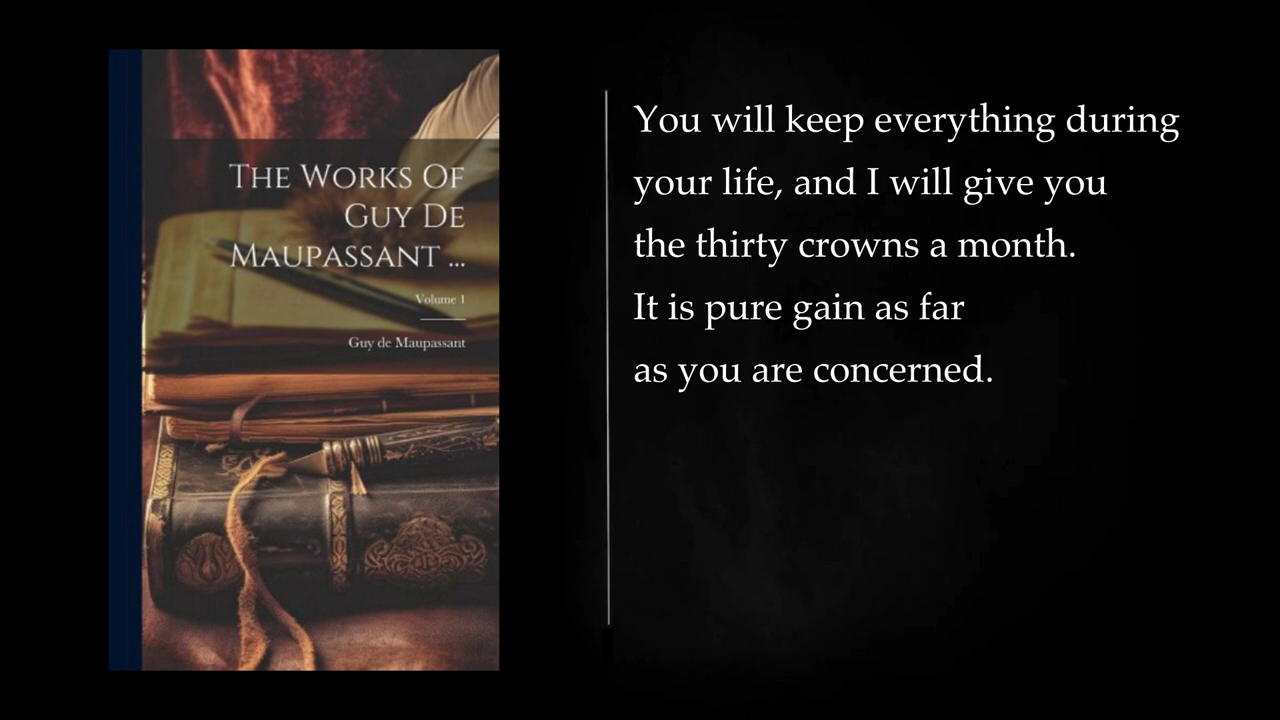 The Works Of
Guy De
Maupassant ...
Volume 1
Guy de Maupassant
You will keep everything during
your life, and I will give you
the thirty crowns a month.
It is pure gain as far
as you are concerned.